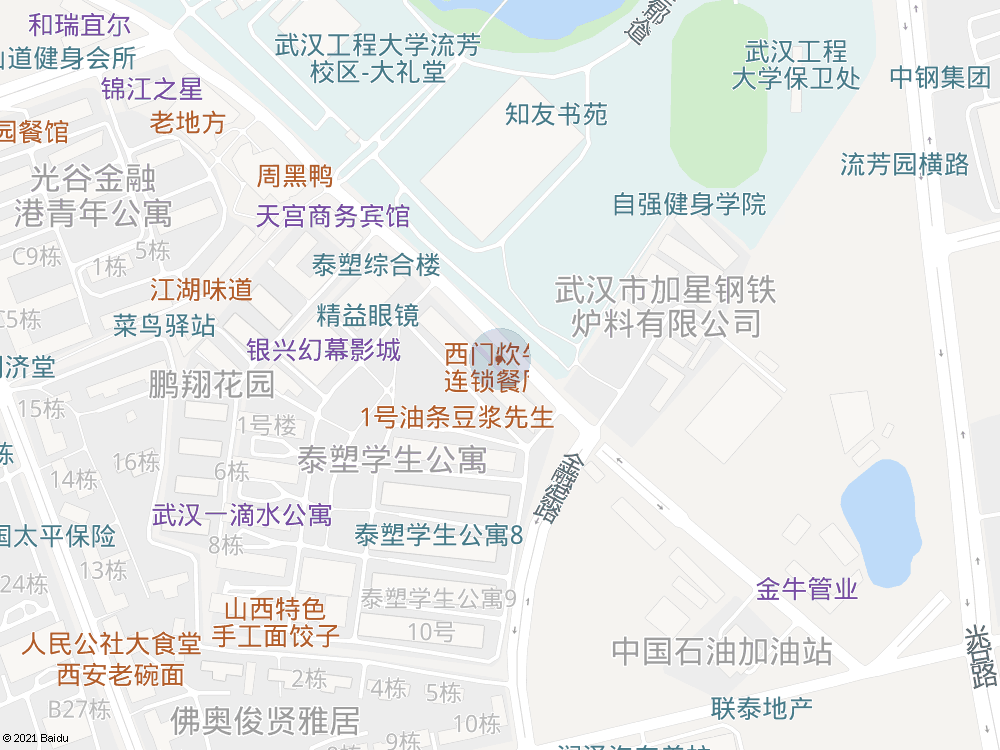 和瑞宜尔
山道健身会所
锦江之星
老地方
园餐馆
武汉工程大学流芳
校区-大礼堂
武汉工程
大学保卫处
中钢集团
知友书苑
流芳园横路
光谷金融
港青年公寓
周黑鸭
天宫商务宾馆
自强健身学院
C9栋
1栋
5栋
泰塑综合楼
江湖味道
菜鸟驿站
精益眼镜
武汉市加星钢铁
炉料有限公司
C5栋
银兴幻幕影城
西门炊
连锁餐
济堂
鹏翔花园
15栋
1号楼
1号油条豆浆先生
栋
16栋
14栋
6栋
泰塑学生公寓
金融港路
武汉一滴水公寓
国太平保险
8栋
泰塑学生公寓8
13栋
24栋
泰塑学生公寓9
10号
金牛管业
山西特色
手工面饺子
人民公社大食堂
西安老碗面
中国石油加油站
光谷路
B27栋
2栋
4栋
5栋
10栋
9栋
佛奥俊贤雅居
联泰地产
© 2021 Baidu